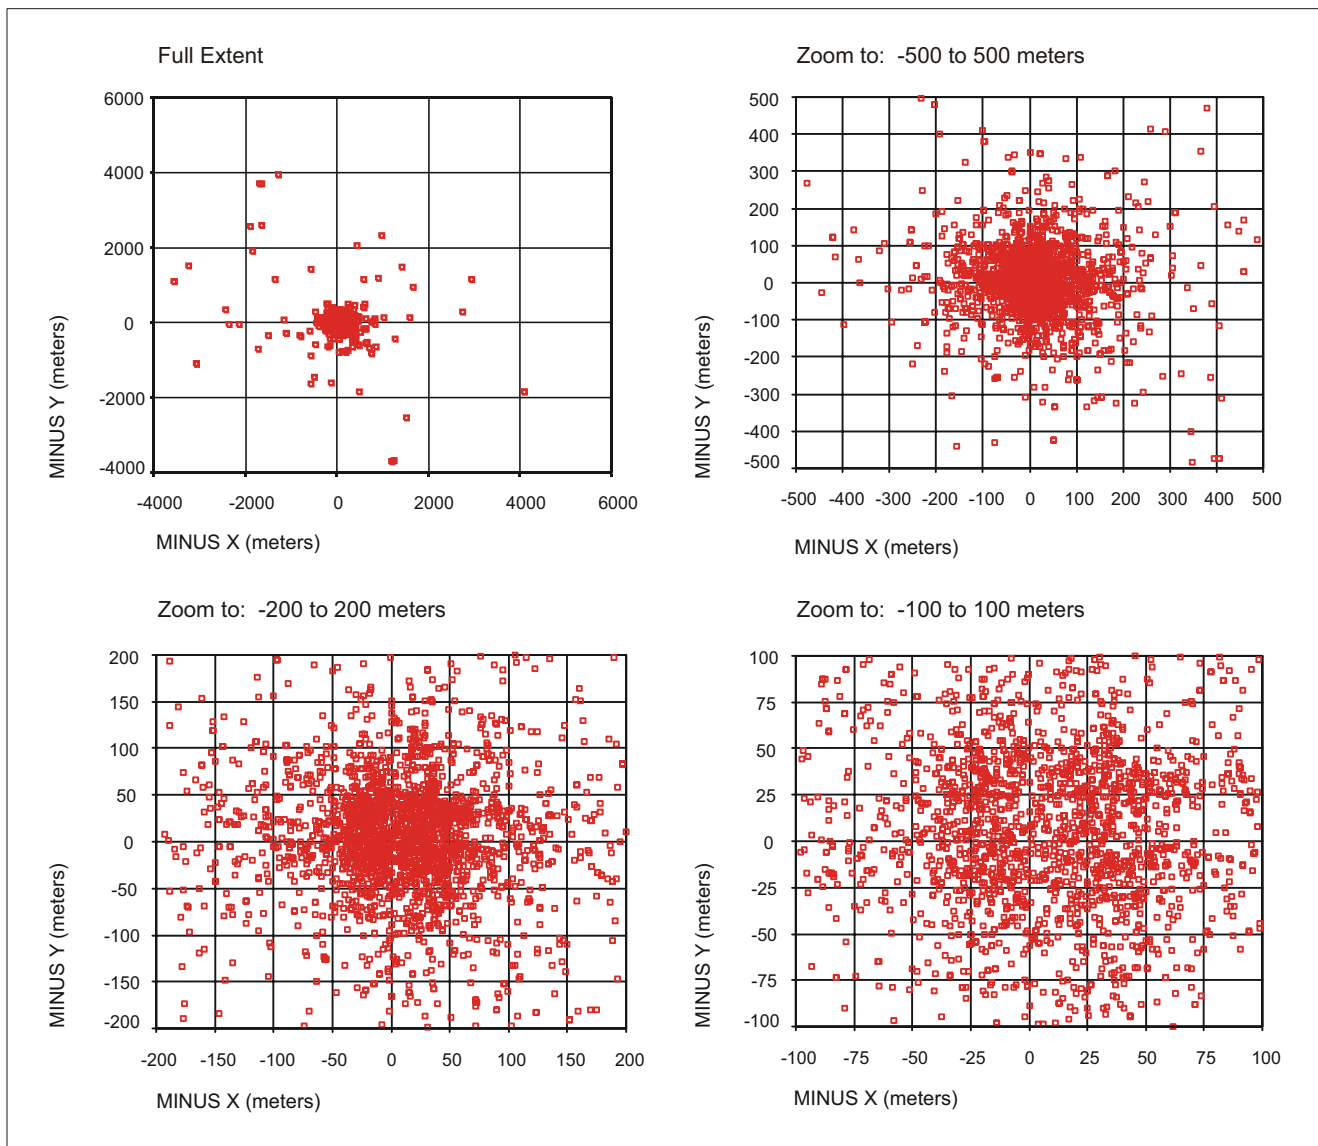 Full Extent
6000
4000
2000
0
-2000
-4000
-4000 -2000 0 2000 4000 6000
MINUS Y (meters)
MINUS X (meters)
Zoom to: -500 to 500 meters
500
400
300
200
100
0
-100
-200
-300
-400
-500
-500 -400 -300 -200 -100 0 100 200 300 400 500
MINUS Y (meters)
MINUS X (meters)
Zoom to: -200 to 200 meters
200
150
100
50
0
-50
-100
-150
-200
-200 -150 -100 -50 0 50 100 150 200
MINUS Y (meters)
MINUS X (meters)
Zoom to: -100 to 100 meters
100
75
50
25
0
-25
-50
-75
-100
-100 -75 -50 -25 0 25 50 75 100
MINUS Y (meters)
MINUS X (meters)